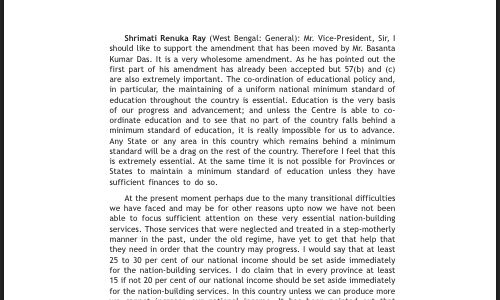 Shrimati Renuka Ray (West Bengal: General): Mr. Vice-President, Sir, I
should like to support the amendment that has been moved by Mr. Basanta
Kumar Das. It is a very wholesome amendment. As he has pointed out the
first part of his amendment has already been accepted but 57(b) and (c)
are also extremely important. The co-ordination of educational policy and,
in particular, the maintaining of a uniform national minimum standard of
education throughout the country is essential. Education is the very basis
of our progress and advancement; and unless the Centre is able to co-
ordinate education and to see that no part of the country falls behind a
minimum standard of education, it is really impossible for us to advance.
Any State or any area in this country which remains behind a minimum
standard will be a drag on the rest of the country. Therefore I feel that this
is extremely essential. At the same time it is not possible for Provinces or
States to maintain a minimum standard of education unless they have
sufficient finances to do so.
At the present moment perhaps due to the many transitional difficulties
we have faced and may be for other reasons upto now we have not been
able to focus sufficient attention on these very essential nation-building
services. Those services that were neglected and treated in a step-motherly
manner in the past, under the old regime, have yet to get that help that
they need in order that the country may progress. I would say that at least
25 to 30 per cent of our national income should be set aside immediately
for the nation-building services. I do claim that in every province at least
15 if not 20 per cent of our national income should be set aside immediately
for the nation-building services. In this country unless we can produce more